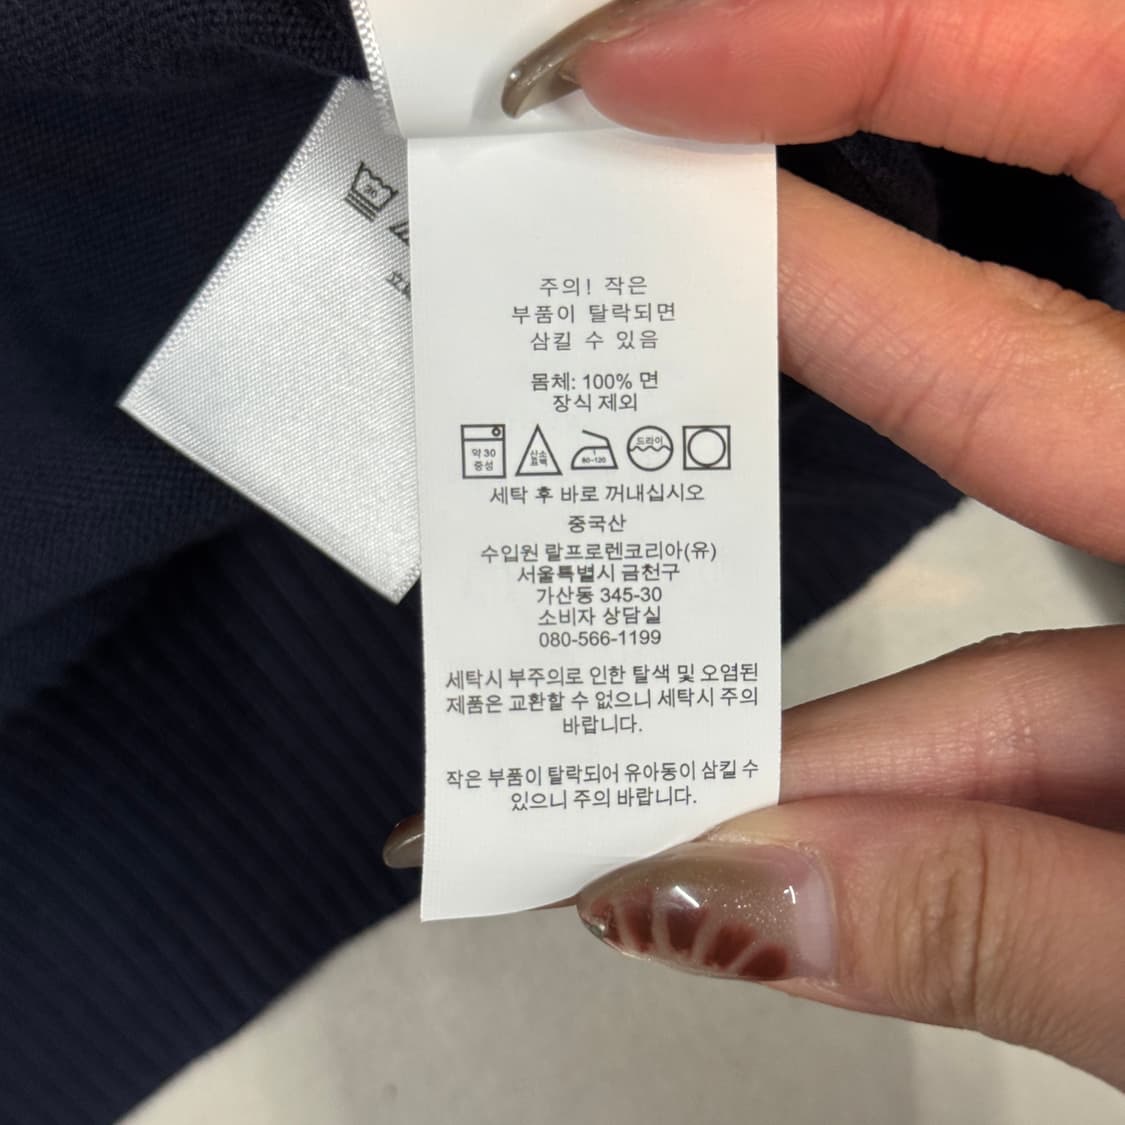 주의! 작은
부품이 탈락되면
삼킬 수 있음
몸체: 100% 면
장식 제외
약 30
중성
산소
표백
1
80~120
드라이
세탁 후 바로 꺼내십시오
중국산
수입원 랄프로렌코리아(유)
서울특별시 금천구
가산동 345-30
소비자 상담실
080-566-1199
세탁시 부주의로 인한 탈색 및 오염된
제품은 교환할 수 없으니 세탁시 주의
바랍니다.
작은 부품이 탈락되어 유아동이 삼킬 수
있으니 주의 바랍니다.
30